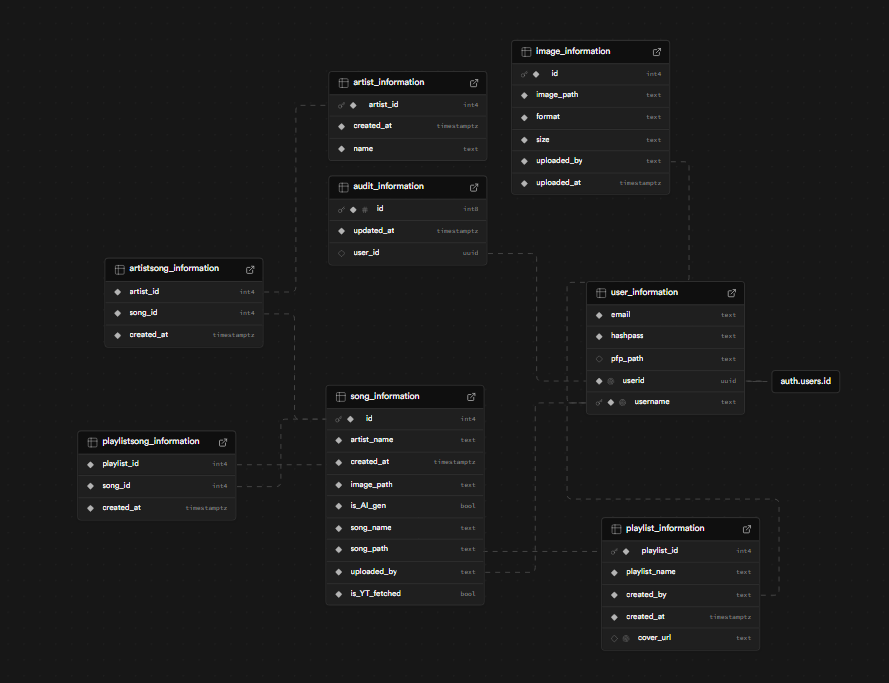 image_information
id int4
image_path text
format text
size text
uploaded_by text
uploaded_at timestamptz
artist_information
artist_id int4
created_at timestamptz
name text
audit_information
id int8
updated_at timestamptz
user_id uuid
artistsong_information
artist_id int4
song_id int4
created_at timestamptz
user_information
email text
hashpass text
pfp_path text
userid uuid
username text
auth.users.id
song_information
id int4
artist_name text
created_at timestamptz
image_path text
is_AI_gen bool
song_name text
song_path text
uploaded_by text
is_YT_fetched bool
playlistsong_information
playlist_id int4
song_id int4
created_at timestamptz
playlist_information
playlist_id int4
playlist_name text
created_by text
created_at timestamptz
cover_url text